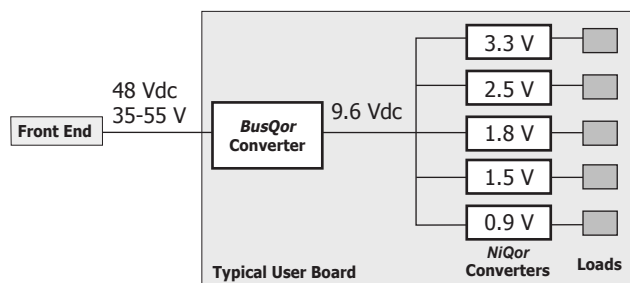 48 Vdc
35-55 V
Front End
BusQor
Converter
9.6 Vdc
3.3 V
2.5 V
1.8 V
1.5 V
0.9 V
NiQor
Converters
Loads
Typical User Board